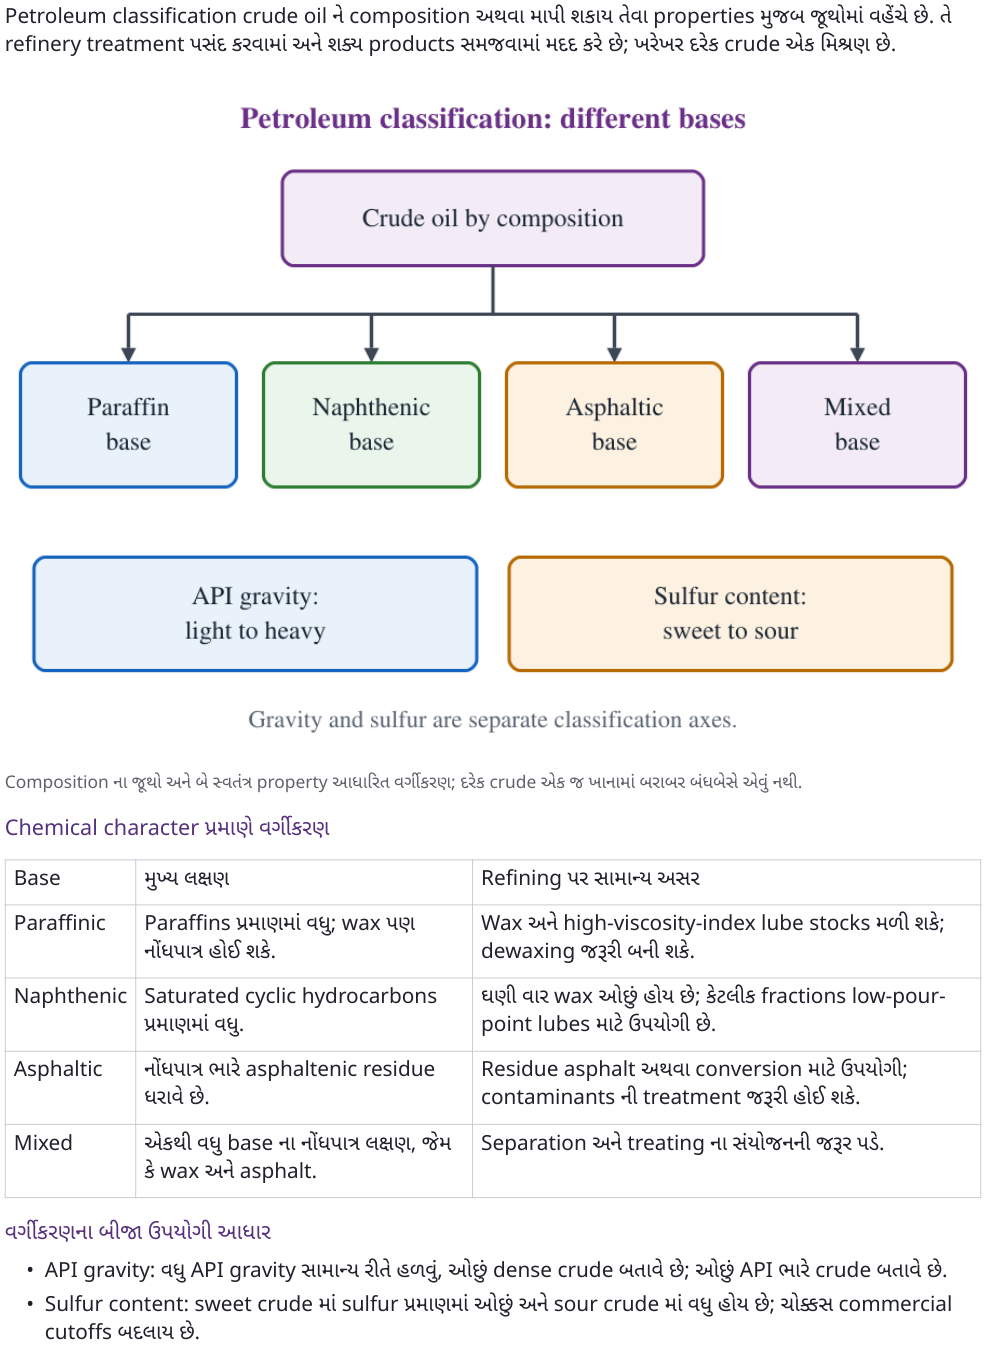 Petroleum classification crude oil ને composition અથવા માપી શકાય તેવા properties મુજબ જૂથોમાં વહેંચે છે. તે
refinery treatment પસંદ કરવામાં અને શક્ય products સમજવામાં મદદ કરે છે; ખરેખર દરેક crude એક મિશ્રણ છે.
Petroleum classification: different bases
Crude oil by composition
Paraffin
base
Naphthenic
base
Asphaltic
base
Mixed
base
API gravity:
light to heavy
Sulfur content:
sweet to sour
Gravity and sulfur are separate classification axes.
Composition ના જૂથો અને બે સ્વતંત્ર property આધારિત વર્ગીકરણ; દરેક crude એક જ ખાનામાં બરાબર બંધબેસે એવું નથી.
Chemical character પ્રમાણે વર્ગીકરણ
Base
મુખ્ય લક્ષણ
Refining પર સામાન્ય અસર
Paraffinic
Paraffins પ્રમાણમાં વધુ; wax પણ
નોંધપાત્ર હોઈ શકે.
Wax અને high-viscosity-index lube stocks મળી શકે;
dewaxing જરૂરી બની શકે.
Naphthenic
Saturated cyclic hydrocarbons
પ્રમાણમાં વધુ.
ઘણી વાર wax ઓછું હોય છે; કેટલીક fractions low-pour-
point lubes માટે ઉપયોગી છે.
Asphaltic
નોંધપાત્ર ભારે asphaltenic residue
ધરાવે છે.
Residue asphalt અથવા conversion માટે ઉપયોગી;
contaminants ની treatment જરૂરી હોઈ શકે.
Mixed
એકથી વધુ base ના નોંધપાત્ર લક્ષણ, જેમ
કે wax અને asphalt.
Separation અને treating ના સંયોજનની જરૂર પડે.
વર્ગીકરણના બીજા ઉપયોગી આધાર
• API gravity: વધુ API gravity સામાન્ય રીતે હળવું, ઓછું dense crude બતાવે છે; ઓછું API ભારે crude બતાવે છે.
• Sulfur content: sweet crude માં sulfur પ્રમાણમાં ઓછું અને sour crude માં વધુ હોય છે; ચોક્કસ commercial
cutoffs બદલાય છે.